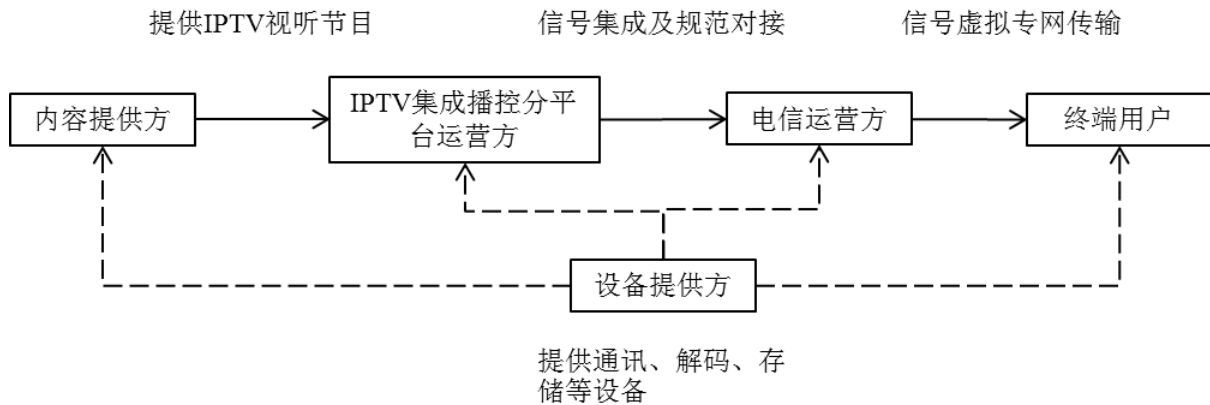 提供IPTV视听节目
信号集成及规范对接
信号虚拟专网传输
内容提供方
IPTV集成播控分平
台运营方
电信运营方
终端用户
设备提供方
提供通讯、解码、存
储等设备